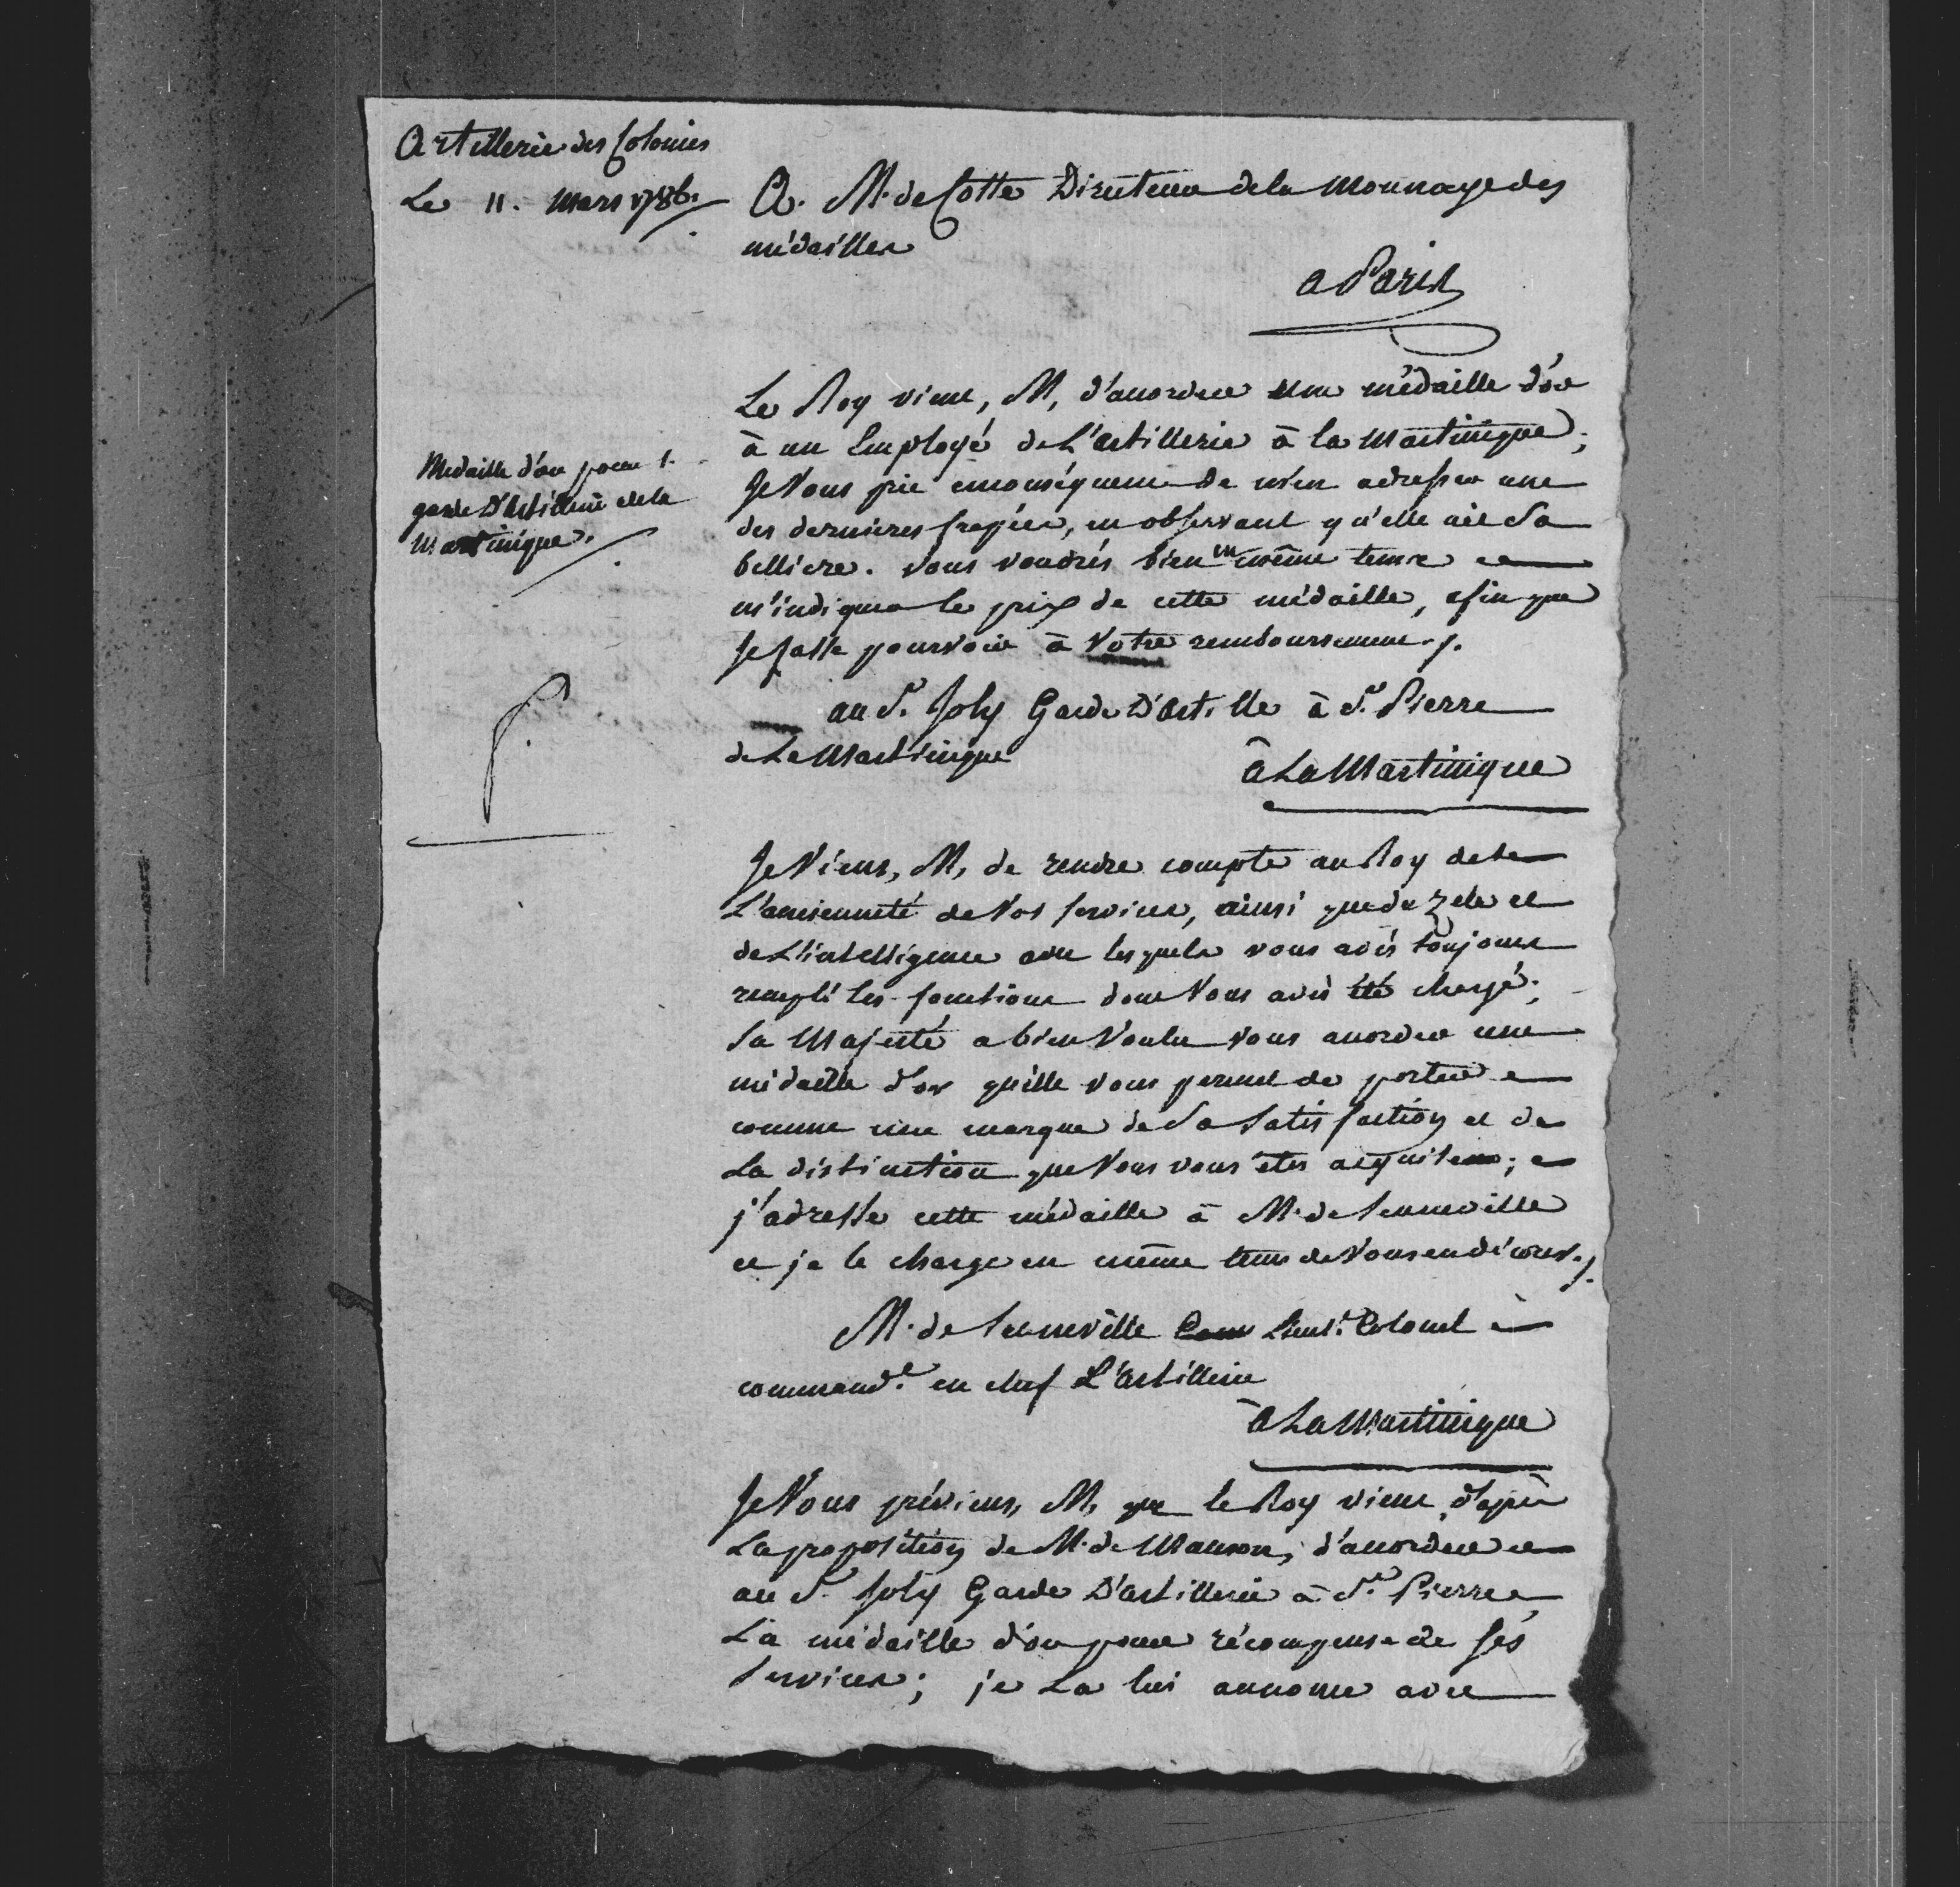 Artillerie des Colonies
Le 11. Mars 1786.
A. M. de Cotte Directeur de la Monnaye des
médailles
a Paris
Medaille d'or pour 1.
garde D'Artillerie de la
Martinique.
Le Roy vient, M, d'accorder une médaille d'or
à un Employé de L'artillerie à la Martinique;
Je Vous prie enconséquence de m'en adresser une
des dernieres frapées, en observant qu'elle ait Sa
belliere. vous voudrés bien en même tems
m'indiquer le prix de cette médaille, afin que
Je fasse pourvoir à Votre remboursement ./.
au S.r Joly Garde D'Artille à S.t Pierre
de La Martinique
à La Martinique
Je Viens, M, de rendre compte au Roy de
L'ancienneté de Vos services, ainsi que du zele et
de L'intelligence avec lesquels vous avés toujours
rempli les fonctions dont Vous avés été chargé;
Sa Majesté a bien Voulu vous accorder une
médaille d'or qu'elle vous permet de porter
comme une marque de Sa Satisfaction et de
La distinction que Vous vous êtes acquise;
j'adresse cette médaille à M. de Senneville
et je le charge en même tems de Vous en décorer ./.
M. de Senneville Lieut.t Colonel
command.t en chef L'Artillerie
à La Martinique
Je Vous préviens, M, que le Roy vient, d'après
La proposition de M. de Manson, d'accorder
au S.r Joly Garde D'artillerie à S.t Pierre
La médaille d'or pour récompense de ses
Services; je La lui annonce avec